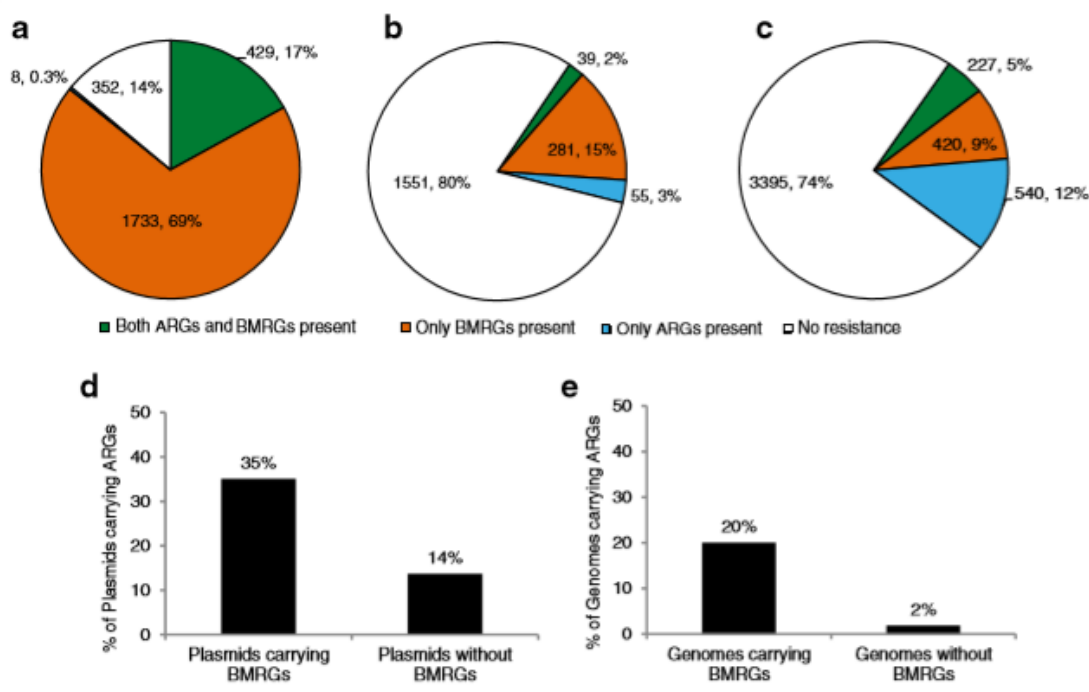 a
429, 17%
8, 0.3%
352, 14%
1733, 69%
b
39, 2%
281, 15%
1551, 80%
55, 3%
c
227, 5%
420, 9%
3395, 74%
540, 12%
Both ARGs and BMRGs present Only BMRGs present Only ARGs present No resistance
d
% of Plasmids carrying ARGs
50
40
30
20
10
0
35%
14%
Plasmids carrying
BMRGs
Plasmids without
BMRGs
e
% of Genomes carrying ARGs
50
40
30
20
10
0
20%
2%
Genomes carrying
BMRGs
Genomes without
BMRGs